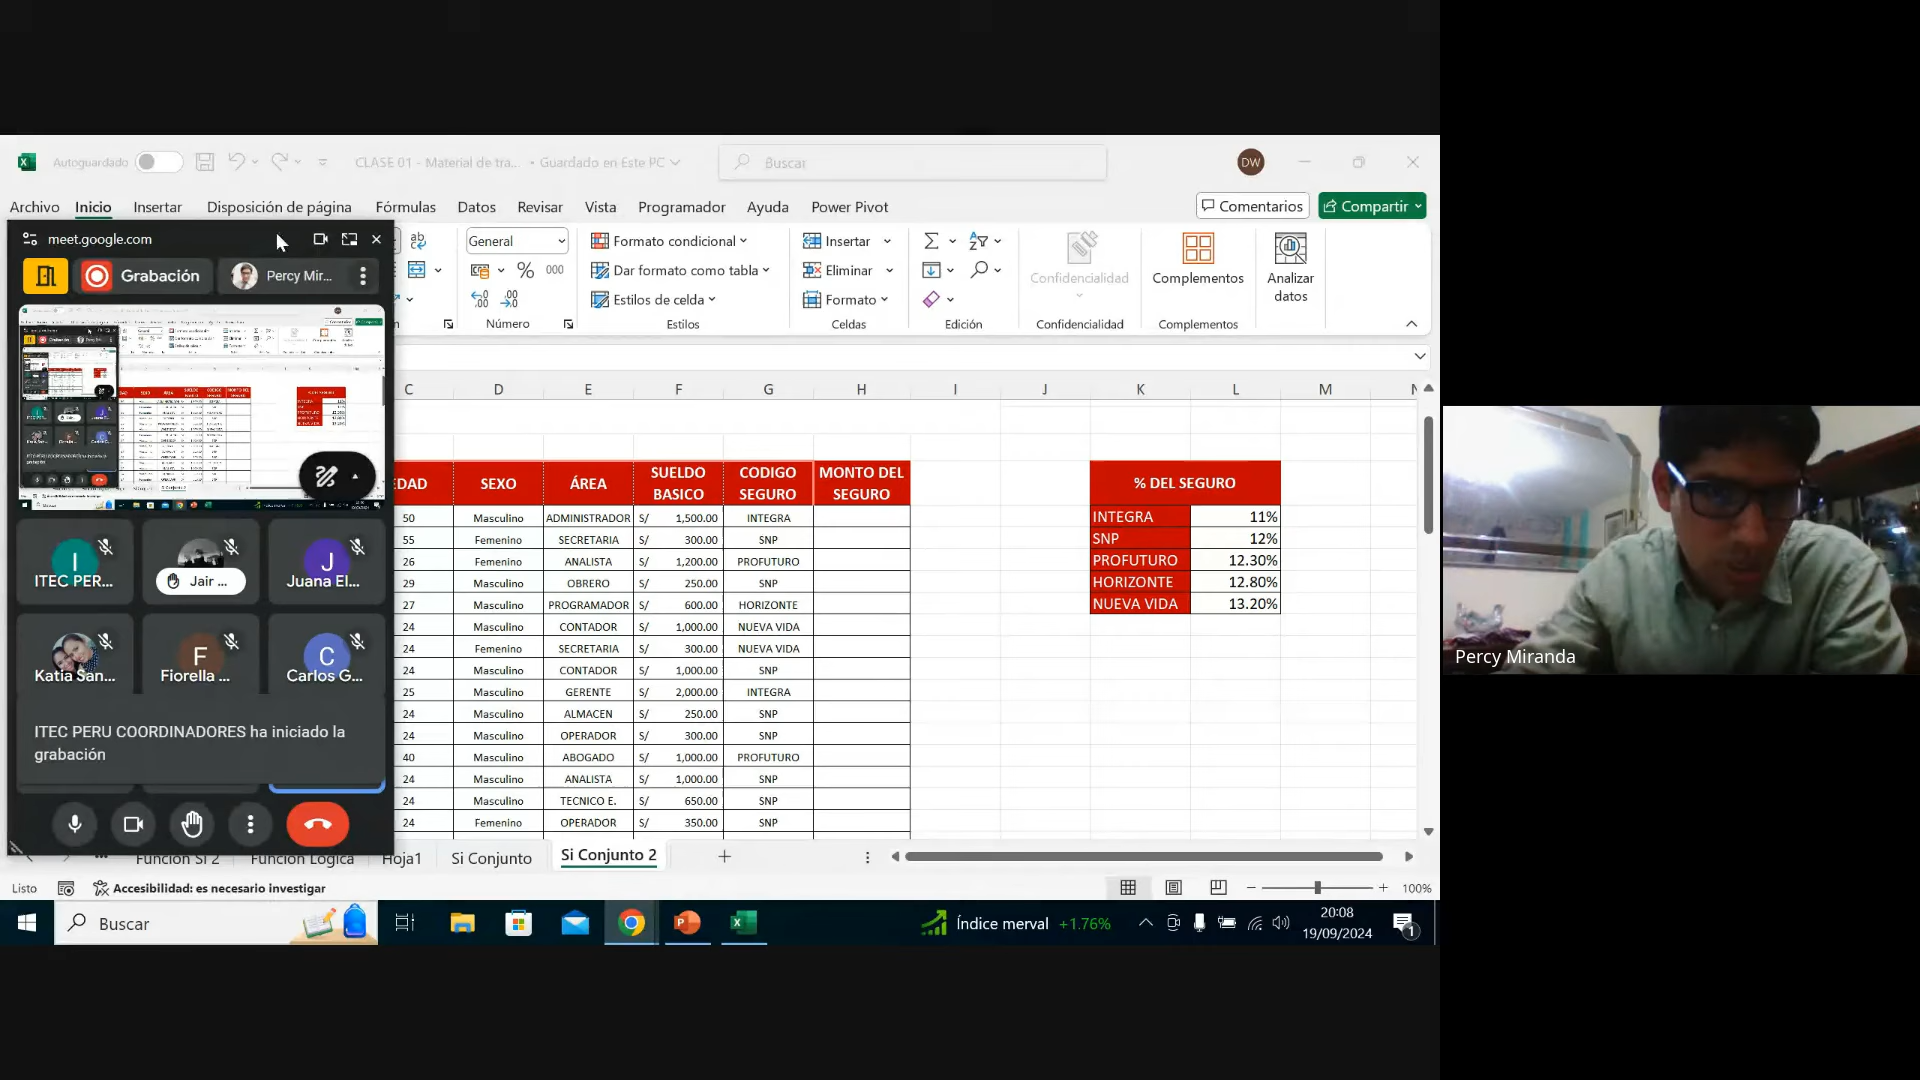 Autoguardado
CLASE 01 - Material de tra... • Guardado en Este PC
Buscar
DW
Archivo Inicio Insertar Disposición de página Fórmulas Datos Revisar Vista Programador Ayuda Power Pivot
Comentarios
Compartir
meet.google.com
Grabación
Percy Mir...
ITEC PER...
Jair ...
Juana El...
Katia San...
Fiorella ...
Carlos G...
ITEC PERU COORDINADORES ha iniciado la
grabación
General
% 000
Número
Formato condicional
Dar formato como tabla
Estilos de celda
Estilos
Insertar
Eliminar
Formato
Celdas
Edición
Confidencialidad
Confidencialidad
Complementos
Complementos
Analizar
datos
C D E F G H I J K L M
EDAD SEXO ÁREA SUELDO BASICO CODIGO SEGURO MONTO DEL SEGURO
50 Masculino ADMINISTRADOR S/ 1,500.00 INTEGRA
55 Femenino SECRETARIA S/ 300.00 SNP
26 Femenino ANALISTA S/ 1,200.00 PROFUTURO
29 Masculino OBRERO S/ 250.00 SNP
27 Masculino PROGRAMADOR S/ 600.00 HORIZONTE
24 Masculino CONTADOR S/ 1,000.00 NUEVA VIDA
24 Femenino SECRETARIA S/ 300.00 NUEVA VIDA
24 Masculino CONTADOR S/ 1,000.00 SNP
25 Masculino GERENTE S/ 2,000.00 INTEGRA
24 Masculino ALMACEN S/ 250.00 SNP
24 Masculino OPERADOR S/ 300.00 SNP
40 Masculino ABOGADO S/ 1,000.00 PROFUTURO
24 Masculino ANALISTA S/ 1,000.00 SNP
24 Masculino TECNICO E. S/ 650.00 SNP
24 Femenino OPERADOR S/ 350.00 SNP
% DEL SEGURO
INTEGRA 11%
SNP 12%
PROFUTURO 12.30%
HORIZONTE 12.80%
NUEVA VIDA 13.20%
Percy Miranda
Función Si 2 Función Lógica Hoja1 Si Conjunto Si Conjunto 2
Listo
Accesibilidad: es necesario investigar
100%
Buscar
Índice merval +1.76%
20:08
19/09/2024
1